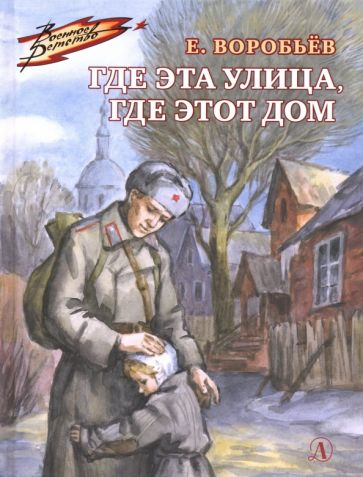 Военное
Детство
Е. ВОРОБЬЁВ
ГДЕ ЭТА УЛИЦА,
ГДЕ ЭТОТ ДОМ
Д